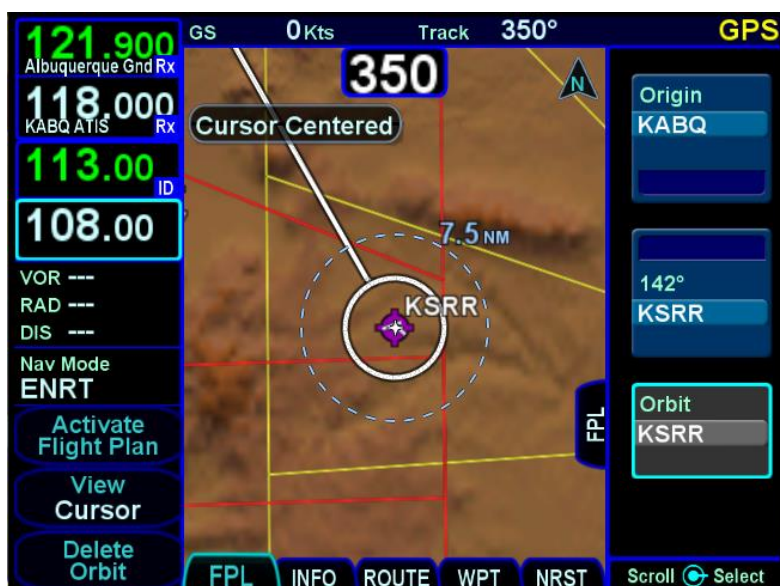 GS 0 Kts Track 350° GPS
121.900
Albuquerque Gnd Rx
118.000
KABQ ATIS Rx
113.00
ID
108.00
VOR ---
RAD ---
DIS ---
Nav Mode
ENRT
Activate
Flight Plan
View
Cursor
Delete
Orbit
350
N
Cursor Centered
7.5 NM
KSRR
FPL
FPL INFO ROUTE WPT NRST
Origin
KABQ
142°
KSRR
Orbit
KSRR
Scroll Select